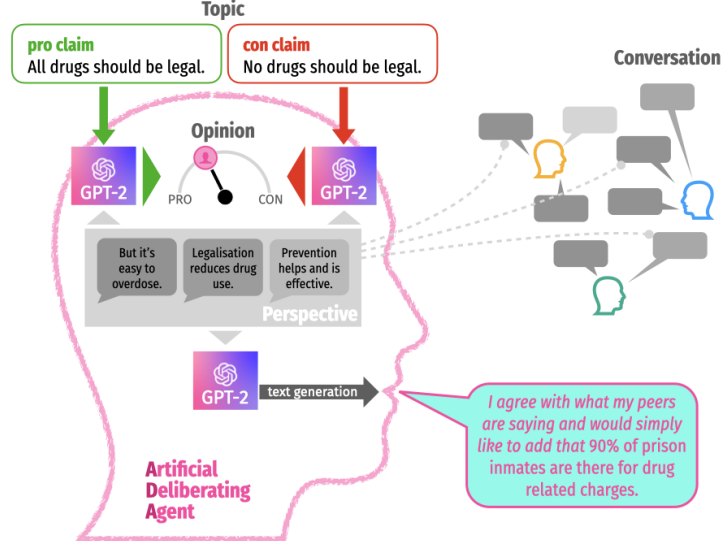 Topic
pro claim
All drugs should be legal.
con claim
No drugs should be legal.
Conversation
Opinion
GPT-2
PRO
CON
GPT-2
But it's
easy to
overdose.
Legalisation
reduces drug
use.
Prevention
helps and is
effective.
Perspective
GPT-2
text generation
I agree with what my peers
are saying and would simply
like to add that 90% of prison
inmates are there for drug
related charges.
Artificial
Deliberating
Agent